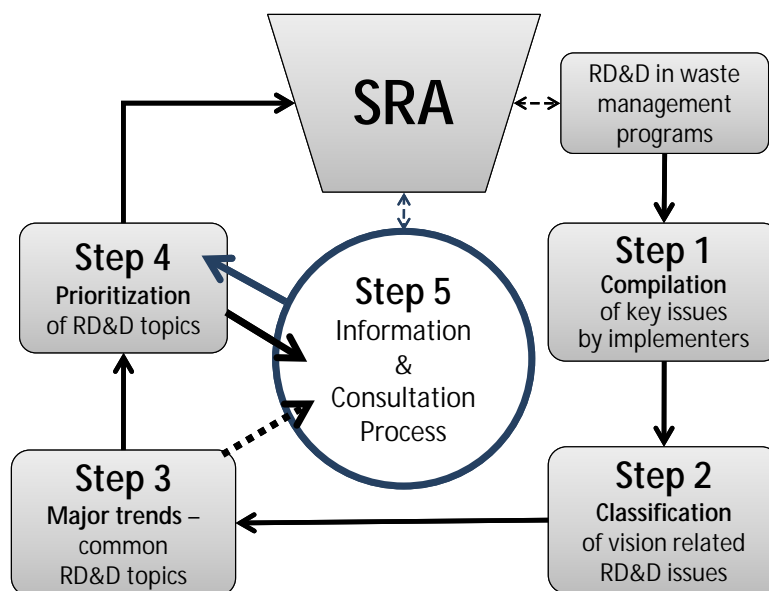 SRA
RD&D in waste
management
programs
Step 1
Compilation
of key issues
by implementers
Step 2
Classification
of vision related
RD&D issues
Step 3
Major trends –
common
RD&D topics
Step 4
Prioritization
of RD&D topics
Step 5
Information
&
Consultation
Process